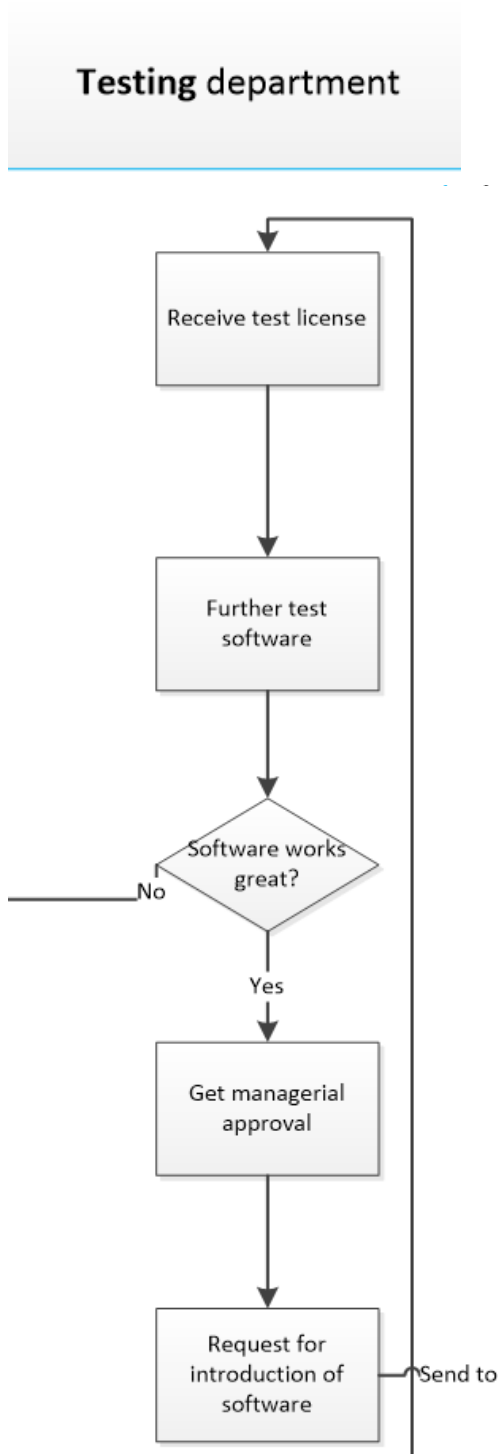 Testing department
Receive test license
Further test
software
Software works
great?
No
Yes
Get managerial
approval
Request for
introduction of
software
Send to